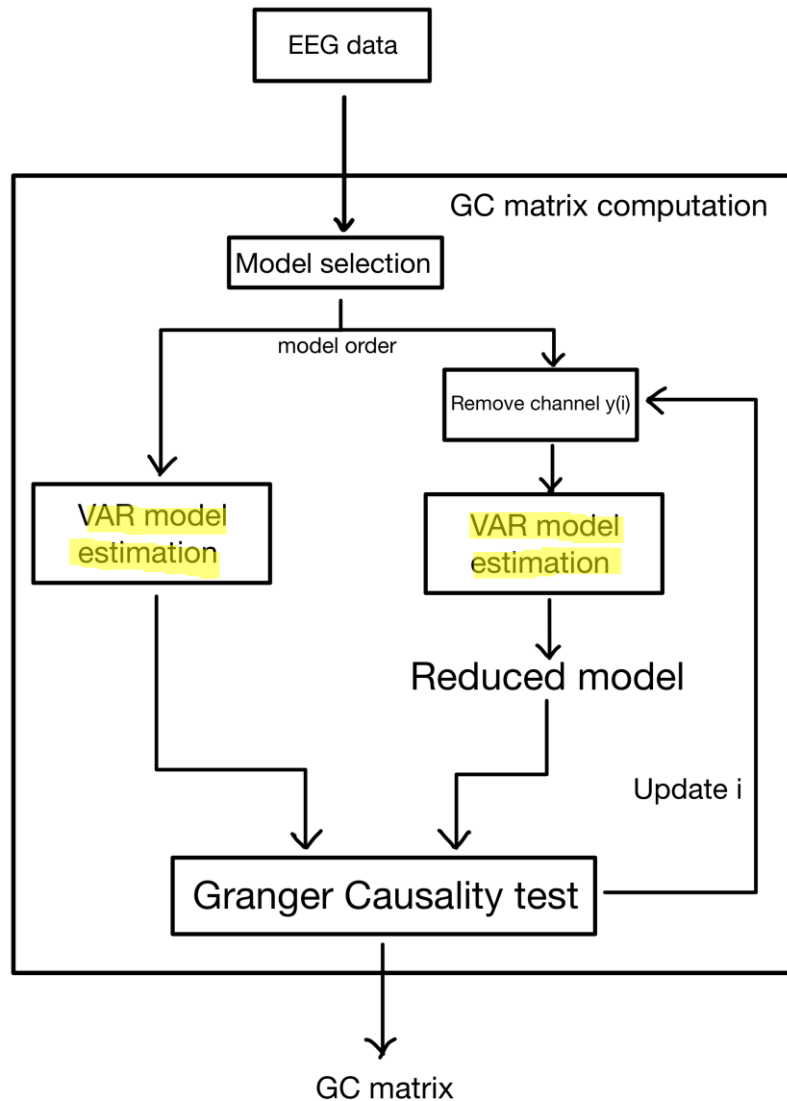 EEG data
GC matrix computation
Model selection
model order
Remove channel y(i)
VAR model
estimation
VAR model
estimation
Reduced model
Update i
Granger Causality test
GC matrix